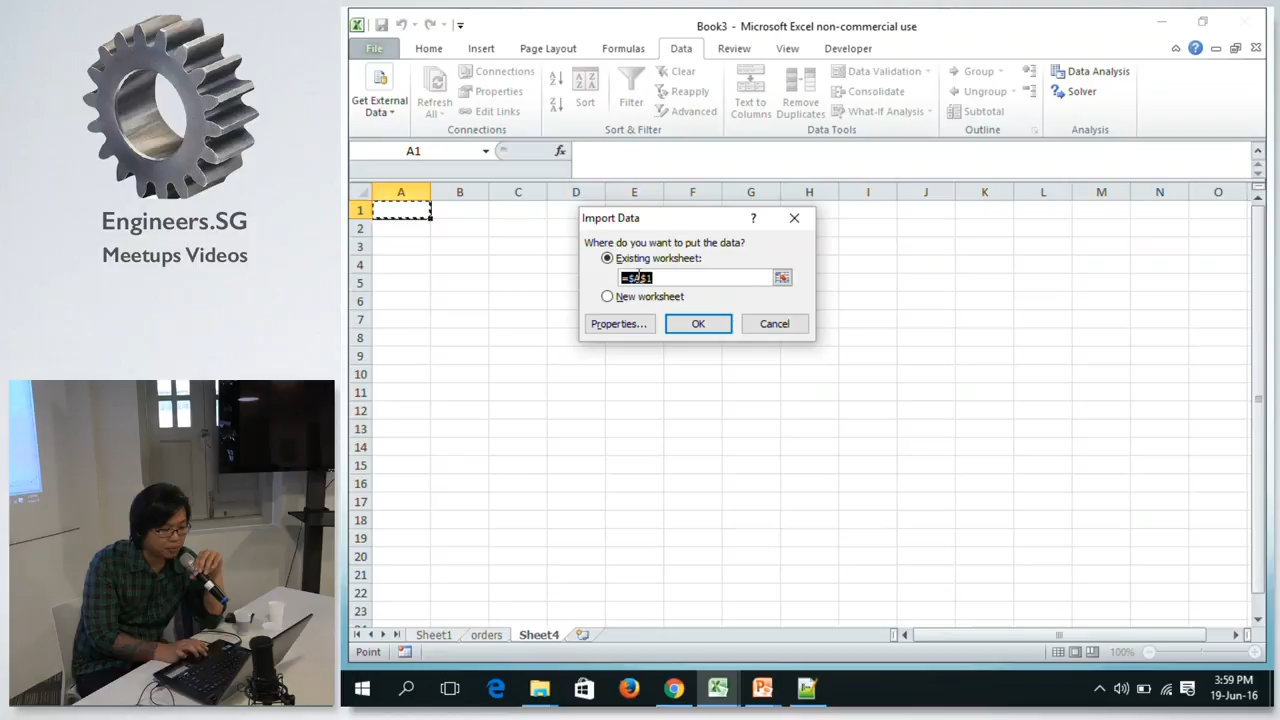 Engineers.SG
Meetups Videos
Book3 - Microsoft Excel non-commercial use
File Home Insert Page Layout Formulas Data Review View Developer
Get External Data
Refresh All
Connections
Properties
Edit Links
Connections
Sort
Filter
Clear
Reapply
Advanced
Sort & Filter
Text to Columns
Remove Duplicates
Data Validation
Consolidate
What-If Analysis
Data Tools
Group
Ungroup
Subtotal
Outline
Data Analysis
Solver
Analysis
A1
fx
A B C D E F G H I J K L M N O
1
2
3
4
5
6
7
8
9
10
11
12
13
14
15
16
17
18
19
20
21
22
23
Import Data
Where do you want to put the data?
Existing worksheet:
=$A$1
New worksheet
Properties... OK Cancel
Sheet1 orders Sheet4
Point
100%
3:59 PM
19-Jun-16